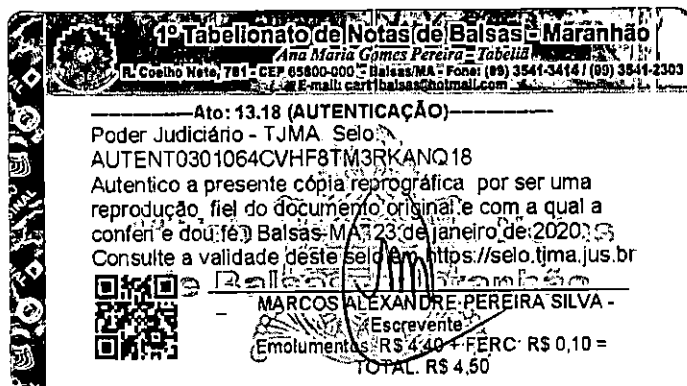 1º Tabelionato de Notas de Balsas - Maranhão
Ana Maria Gomes Pereira - Tabeliã
R. Coelho Neto, 781 - CEP 65800-000 - Balsas/MA - Fone: (99) 3541-3414 / (99) 3541-2303
E-mail: cart1balsas@hotmail.com
Ato: 13.18 (AUTENTICAÇÃO)
Poder Judiciário - TJMA. Selo:
AUTENT0301064CVHF8TM3RKANQ18
Autentico a presente cópia reprográfica por ser uma
reprodução fiel do documento original e com a qual a
conferi e dou fé. Balsas-MA, 23 de janeiro de 2020
Consulte a validade deste selo em https://selo.tjma.jus.br
MARCOS ALEXANDRE PEREIRA SILVA -
Escrevente
Emolumentos: R$ 4,40 + FERC: R$ 0,10 =
TOTAL: R$ 4,50